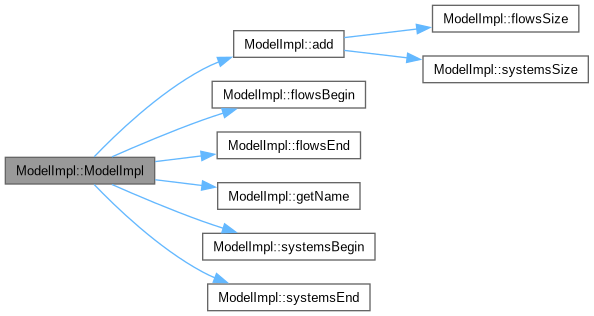 ModelImpl::ModelImpl
ModelImpl::add
ModelImpl::flowsSize
ModelImpl::systemsSize
ModelImpl::flowsBegin
ModelImpl::flowsEnd
ModelImpl::getName
ModelImpl::systemsBegin
ModelImpl::systemsEnd